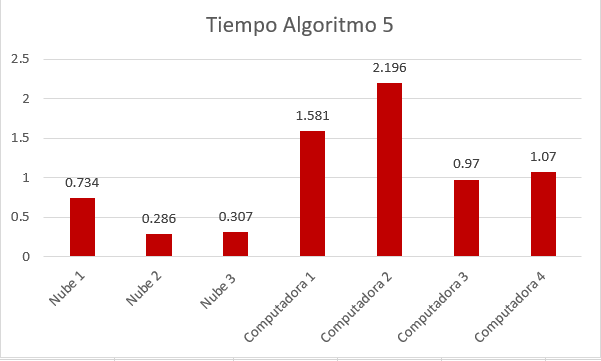 Tiempo Algoritmo 5
2.5
2
1.5
1
0.5
0
0.734
0.286
0.307
1.581
2.196
0.97
1.07
Nube 1
Nube 2
Nube 3
Computadora 1
Computadora 2
Computadora 3
Computadora 4